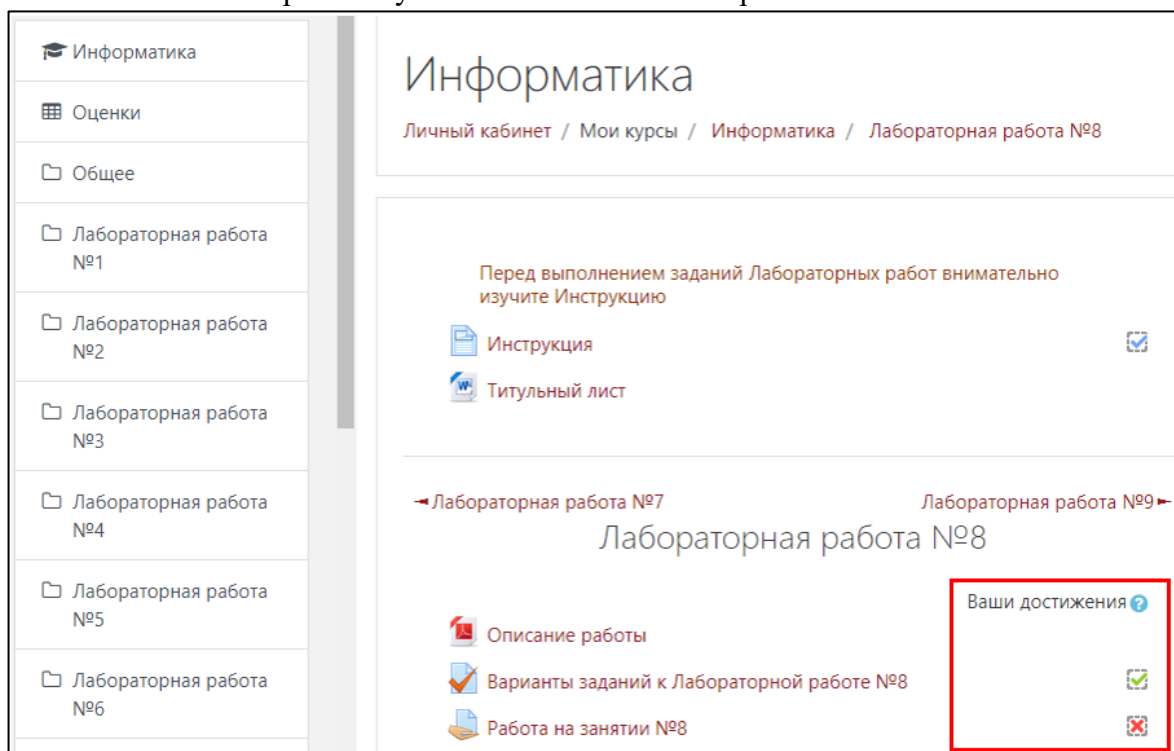 Информатика
Оценки
Общее
Лабораторная работа
№1
Лабораторная работа
№2
Лабораторная работа
№3
Лабораторная работа
№4
Лабораторная работа
№5
Лабораторная работа
№6
Информатика
Личный кабинет / Мои курсы / Информатика / Лабораторная работа №8
Перед выполнением заданий Лабораторных работ внимательно
изучите Инструкцию
Инструкция
Титульный лист
Лабораторная работа №7 Лабораторная работа №9
Лабораторная работа №8
Ваши достижения
Описание работы
Варианты заданий к Лабораторной работе №8
Работа на занятии №8